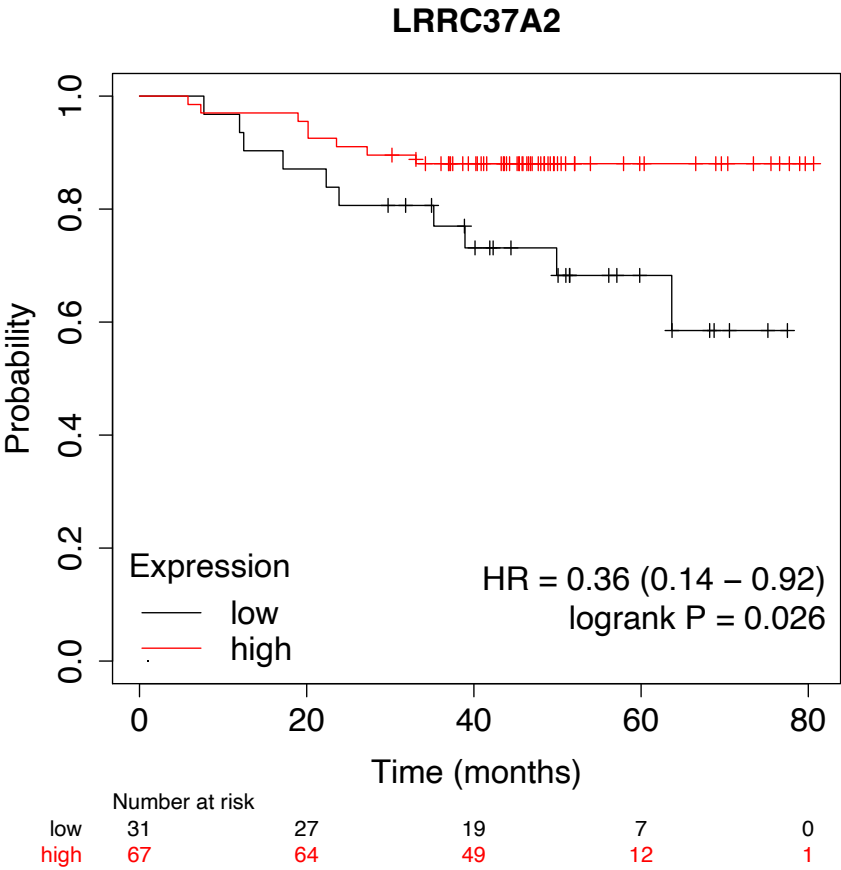 LRRC37A2
1.0
0.8
0.6
0.4
0.2
0.0
Probability
Expression
low
high
HR = 0.36 (0.14 − 0.92)
logrank P = 0.026
0 20 40 60 80
Time (months)
Number at risk
low 31 27 19 7 0
high 67 64 49 12 1